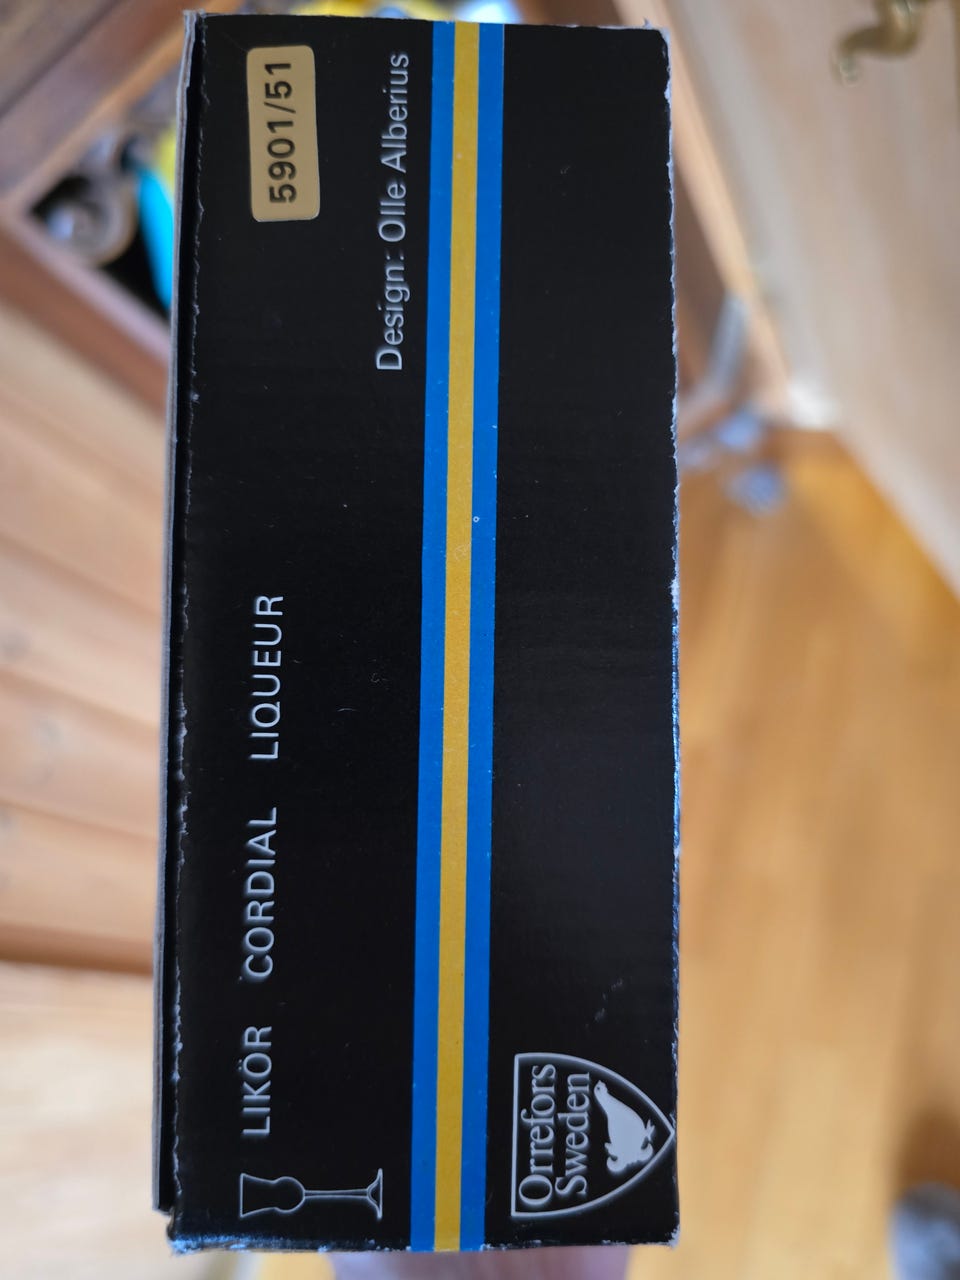 5901/51
LIKÖR CORDIAL LIQUEUR
Design: Olle Alberius
Orrefors
Sweden